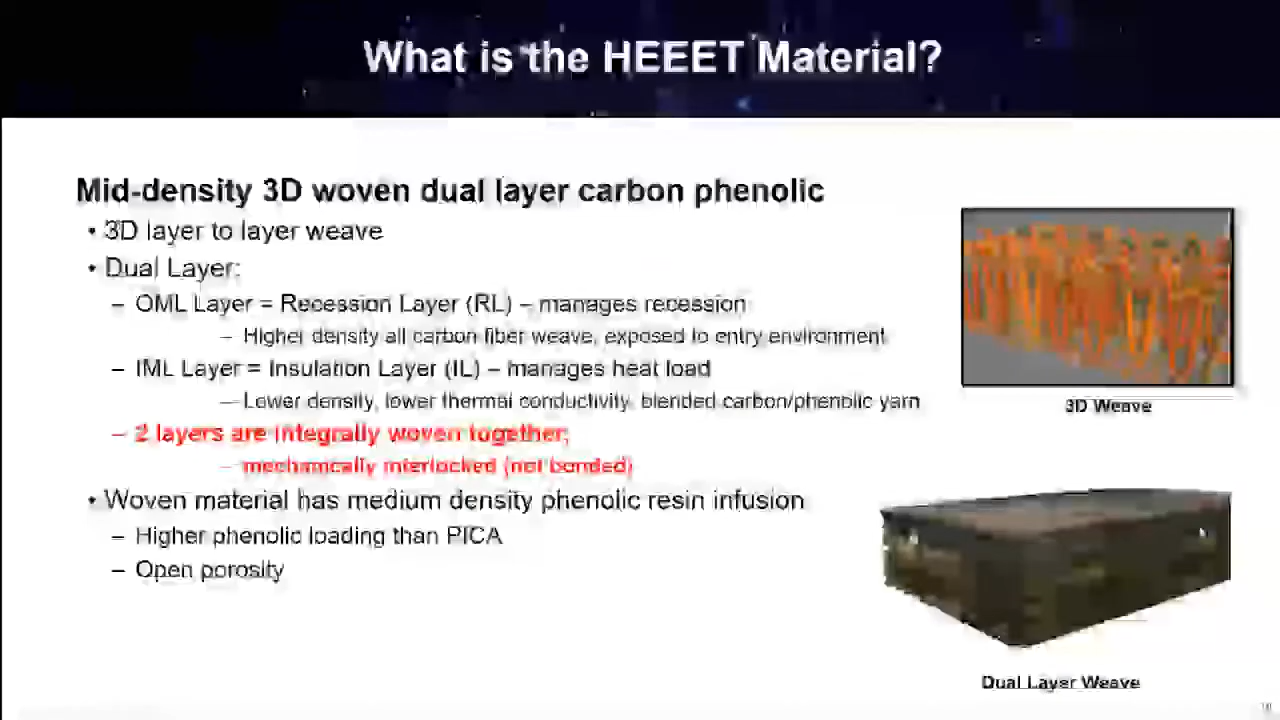 What is the HEEET Material?
Mid-density 3D woven dual layer carbon phenolic
• 3D layer to layer weave
• Dual Layer:
– OML Layer = Recession Layer (RL) – manages recession
– Higher density all carbon fiber weave, exposed to entry environment
– IML Layer = Insulation Layer (IL) – manages heat load
– Lower density, lower thermal conductivity, blended carbon/phenolic yarn
– 2 layers are integrally woven together;
– mechanically interlocked (not bonded)
• Woven material has medium density phenolic resin infusion
– Higher phenolic loading than PICA
– Open porosity
3D Weave
Dual Layer Weave